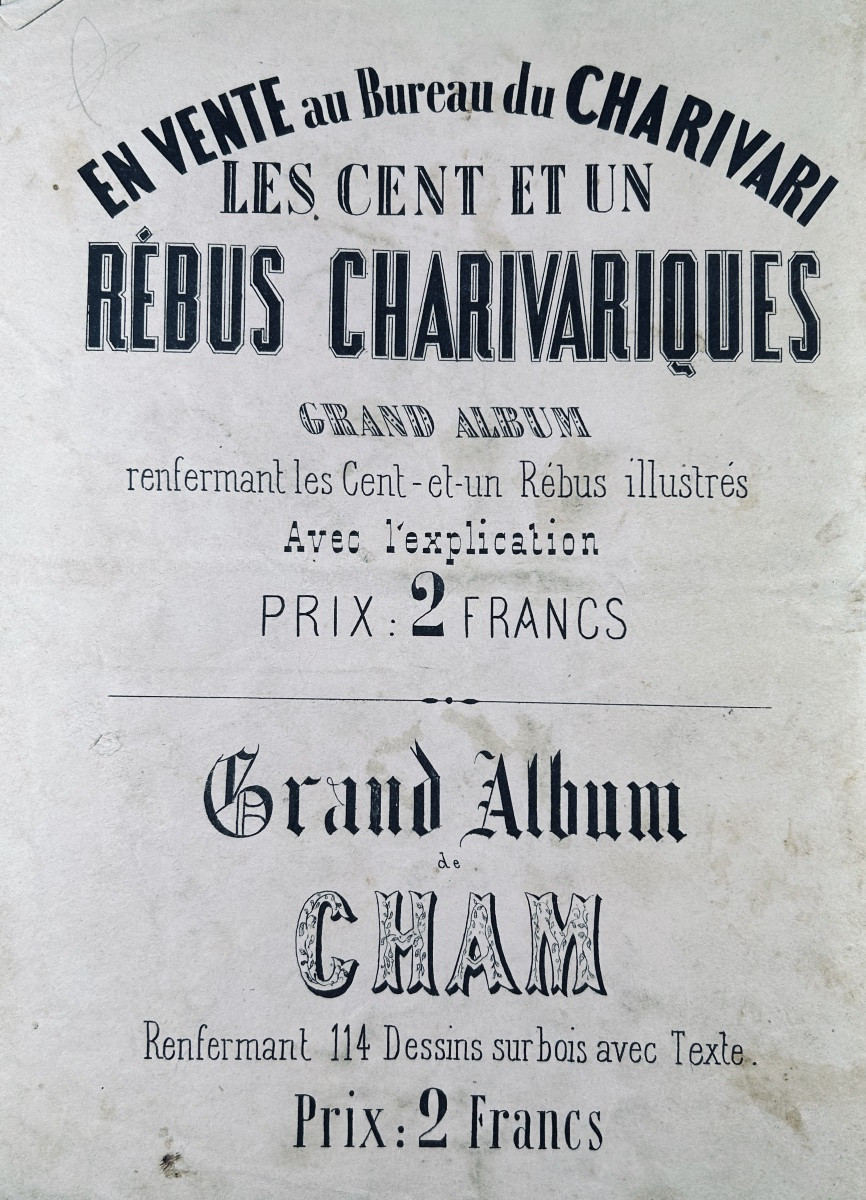 EN VENTE au Bureau du CHARIVARI
LES CENT ET UN
RÉBUS CHARIVARIQUES
GRAND ALBUM
renfermant les Cent-et-un Rébus illustrés
Avec l'explication
PRIX : 2 FRANCS
Grand Album
de
CHAM
Renfermant 114 Dessins sur bois avec Texte.
Prix : 2 Francs